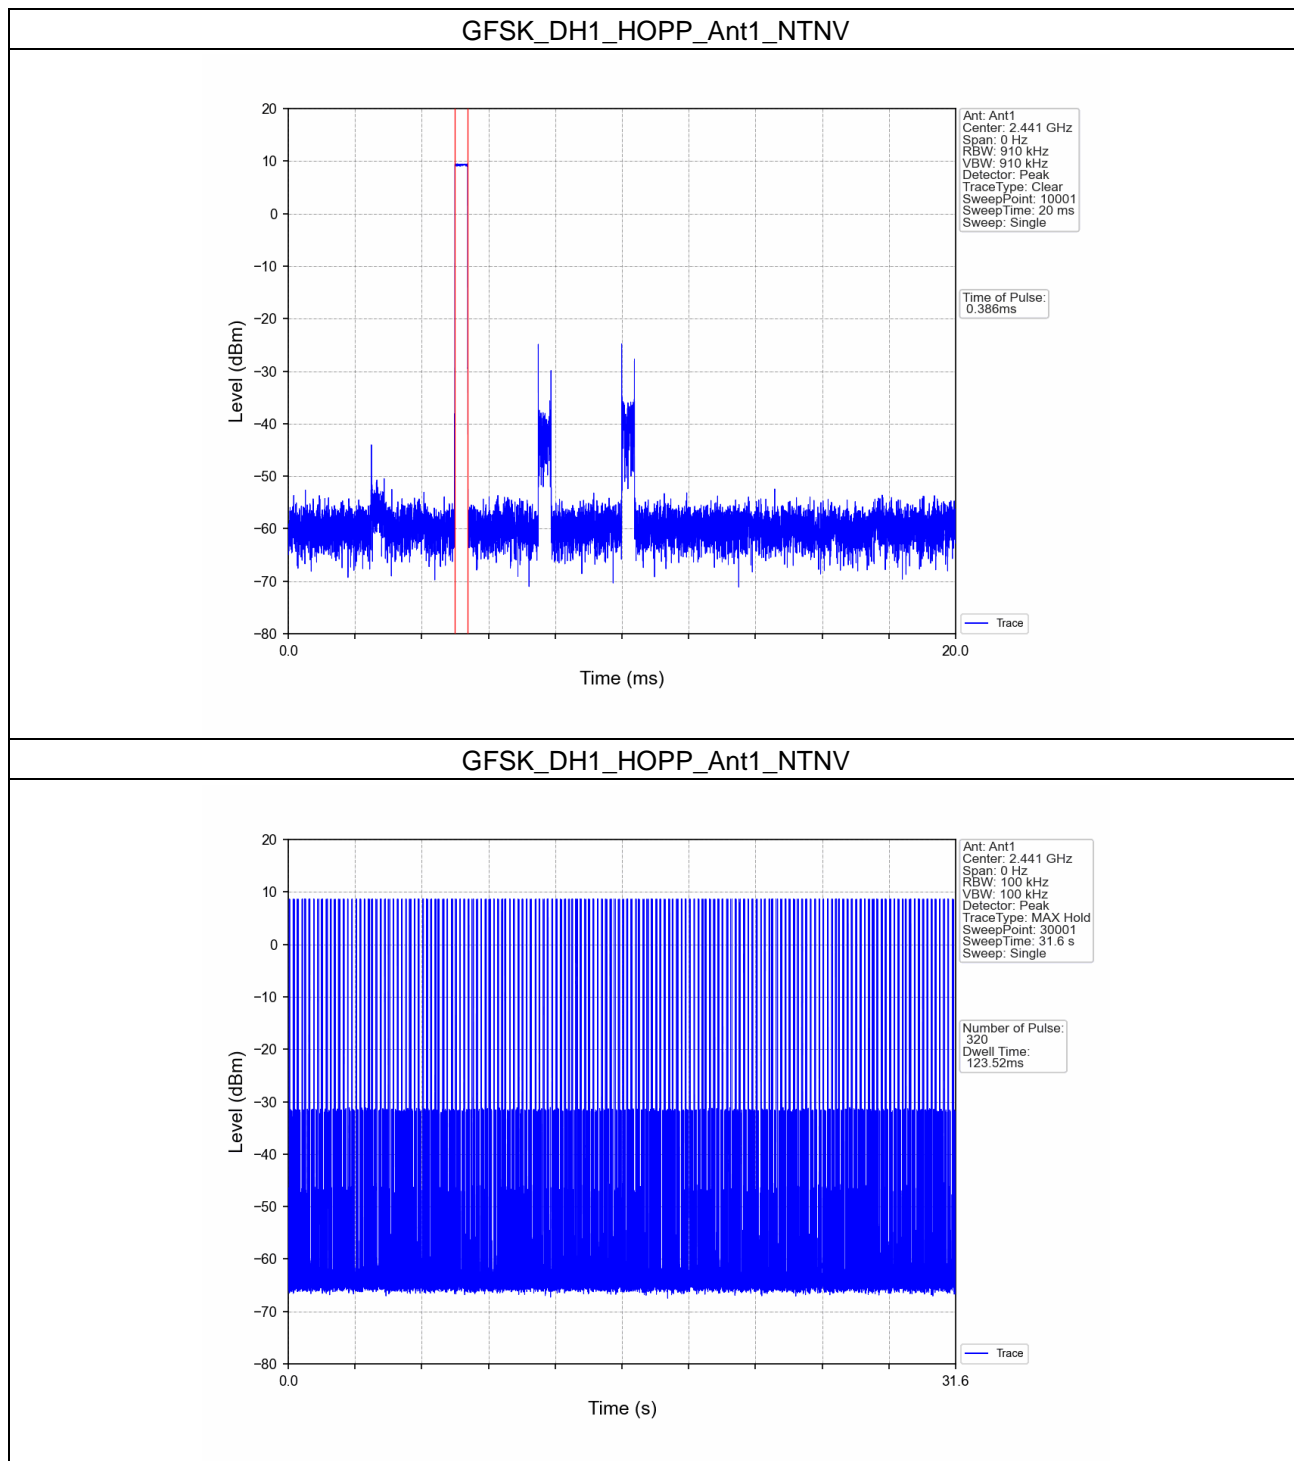 GFSK_DH1_HOPP_Ant1_NTNV
20
10
0
−10
−20
−30
−40
−50
−60
−70
−80
Level (dBm)
0.0
20.0
Time (ms)
Ant: Ant1
Center: 2.441 GHz
Span: 0 Hz
RBW: 910 kHz
VBW: 910 kHz
Detector: Peak
TraceType: Clear
SweepPoint: 10001
SweepTime: 20 ms
Sweep: Single
Time of Pulse:
0.386ms
Trace
GFSK_DH1_HOPP_Ant1_NTNV
20
10
0
−10
−20
−30
−40
−50
−60
−70
−80
Level (dBm)
0.0
31.6
Time (s)
Ant: Ant1
Center: 2.441 GHz
Span: 0 Hz
RBW: 100 kHz
VBW: 100 kHz
Detector: Peak
TraceType: MAX Hold
SweepPoint: 30001
SweepTime: 31.6 s
Sweep: Single
Number of Pulse:
320
Dwell Time:
123.52ms
Trace